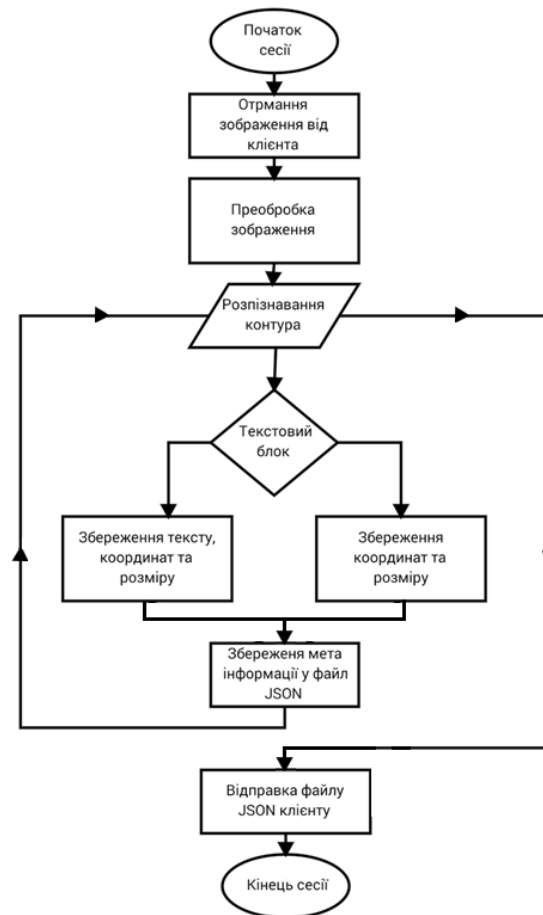 Початок
сесії
Отрмання
зображення від
клієнта
Преобробка
зображення
Розпізнавання
контура
Текстовий
блок
Збереження тексту,
координат та
розміру
Збереження
координат та
розміру
Збереженя мета
інформації у файл
JSON
Відправка файлу
JSON клієнту
Кінець сесії